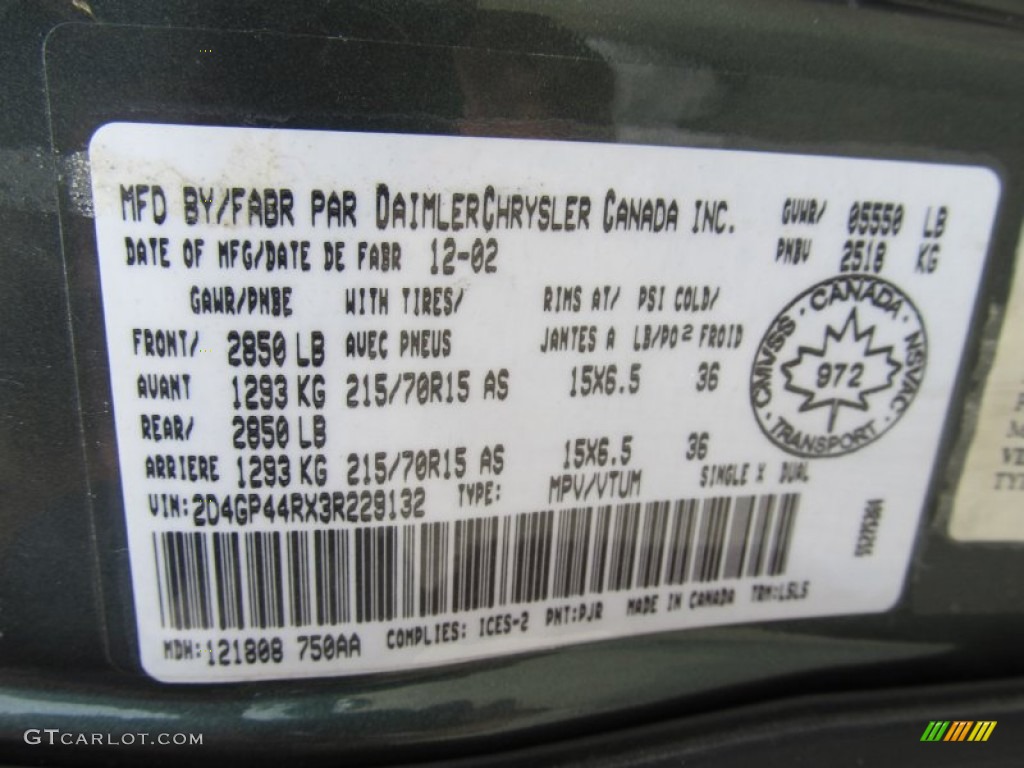 MFD BY/FABR PAR DAIMLERCHRYSLER CANADA INC. GVWR/ 05550 LB
DATE OF MFG/DATE DE FABR 12-02 PNBV 2518 KG
GAWR/PNBE WITH TIRES/ RIMS AT/ PSI COLD/
FRONT/ 2850 LB AVEC PNEUS JANTES A LB/PO2 FROID
AVANT 1293 KG 215/70R15 AS 15X6.5 36
REAR/ 2850 LB
ARRIERE 1293 KG 215/70R15 AS 15X6.5 36
VIN:2D4GP44RX3R229132 TYPE: MPV/VTUM SINGLE X DUAL
CANADA · NSVAC · TRANSPORT · CMVSS
972
MDH:121808 750AA COMPLIES: ICES-2 PNT:PJR MADE IN CANADA TRM:L5L5
GTCARLOT.COM